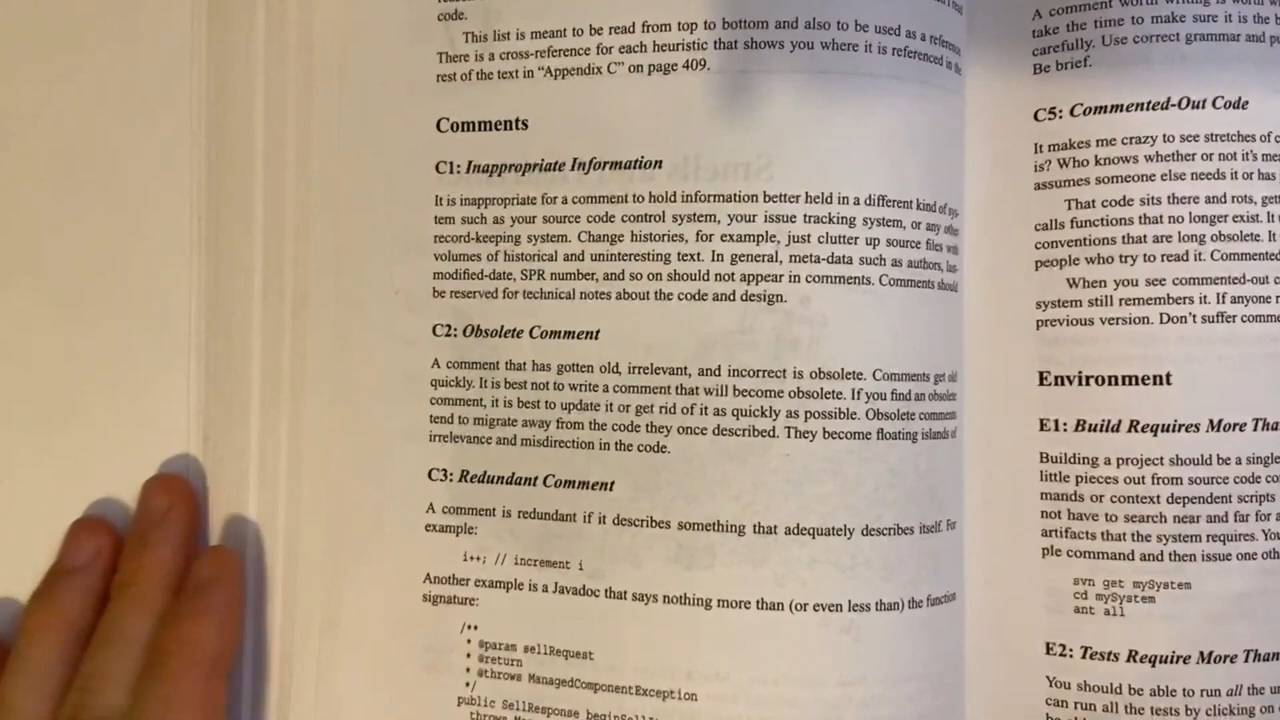 code.
This list is meant to be read from top to bottom and also to be used as a reference.
There is a cross-reference for each heuristic that shows you where it is referenced in the
rest of the text in “Appendix C” on page 409.
Comments
C1: Inappropriate Information
It is inappropriate for a comment to hold information better held in a different kind of sys-
tem such as your source code control system, your issue tracking system, or any other
record-keeping system. Change histories, for example, just clutter up source files with
volumes of historical and uninteresting text. In general, meta-data such as authors, last-
modified-date, SPR number, and so on should not appear in comments. Comments should
be reserved for technical notes about the code and design.
C2: Obsolete Comment
A comment that has gotten old, irrelevant, and incorrect is obsolete. Comments get old
quickly. It is best not to write a comment that will become obsolete. If you find an obsolete
comment, it is best to update it or get rid of it as quickly as possible. Obsolete comments
tend to migrate away from the code they once described. They become floating islands of
irrelevance and misdirection in the code.
C3: Redundant Comment
A comment is redundant if it describes something that adequately describes itself. For
example:
i++; // increment i
Another example is a Javadoc that says nothing more than (or even less than) the function
signature:
/**
* @param sellRequest
* @return
* @throws ManagedComponentException
*/
public SellResponse
throws
A comment worth writing is worth
take the time to make sure it is the
carefully. Use correct grammar and
Be brief.
C5: Commented-Out Code
It makes me crazy to see stretches of
is? Who knows whether or not it’s
assumes someone else needs it or has
That code sits there and rots,
calls functions that no longer exist. It
conventions that are long obsolete. It
people who try to read it. Commented
When you see commented-out
system still remembers it. If anyone
previous version. Don’t suffer
Environment
E1: Build Requires More
Building a project should be a single
little pieces out from source code
mands or context dependent scripts
not have to search near and far for
artifacts that the system requires.
ple command and then issue one
svn get mySystem
cd mySystem
ant all
E2: Tests Require More Than
You should be able to run all the
can run all the tests by clicking on